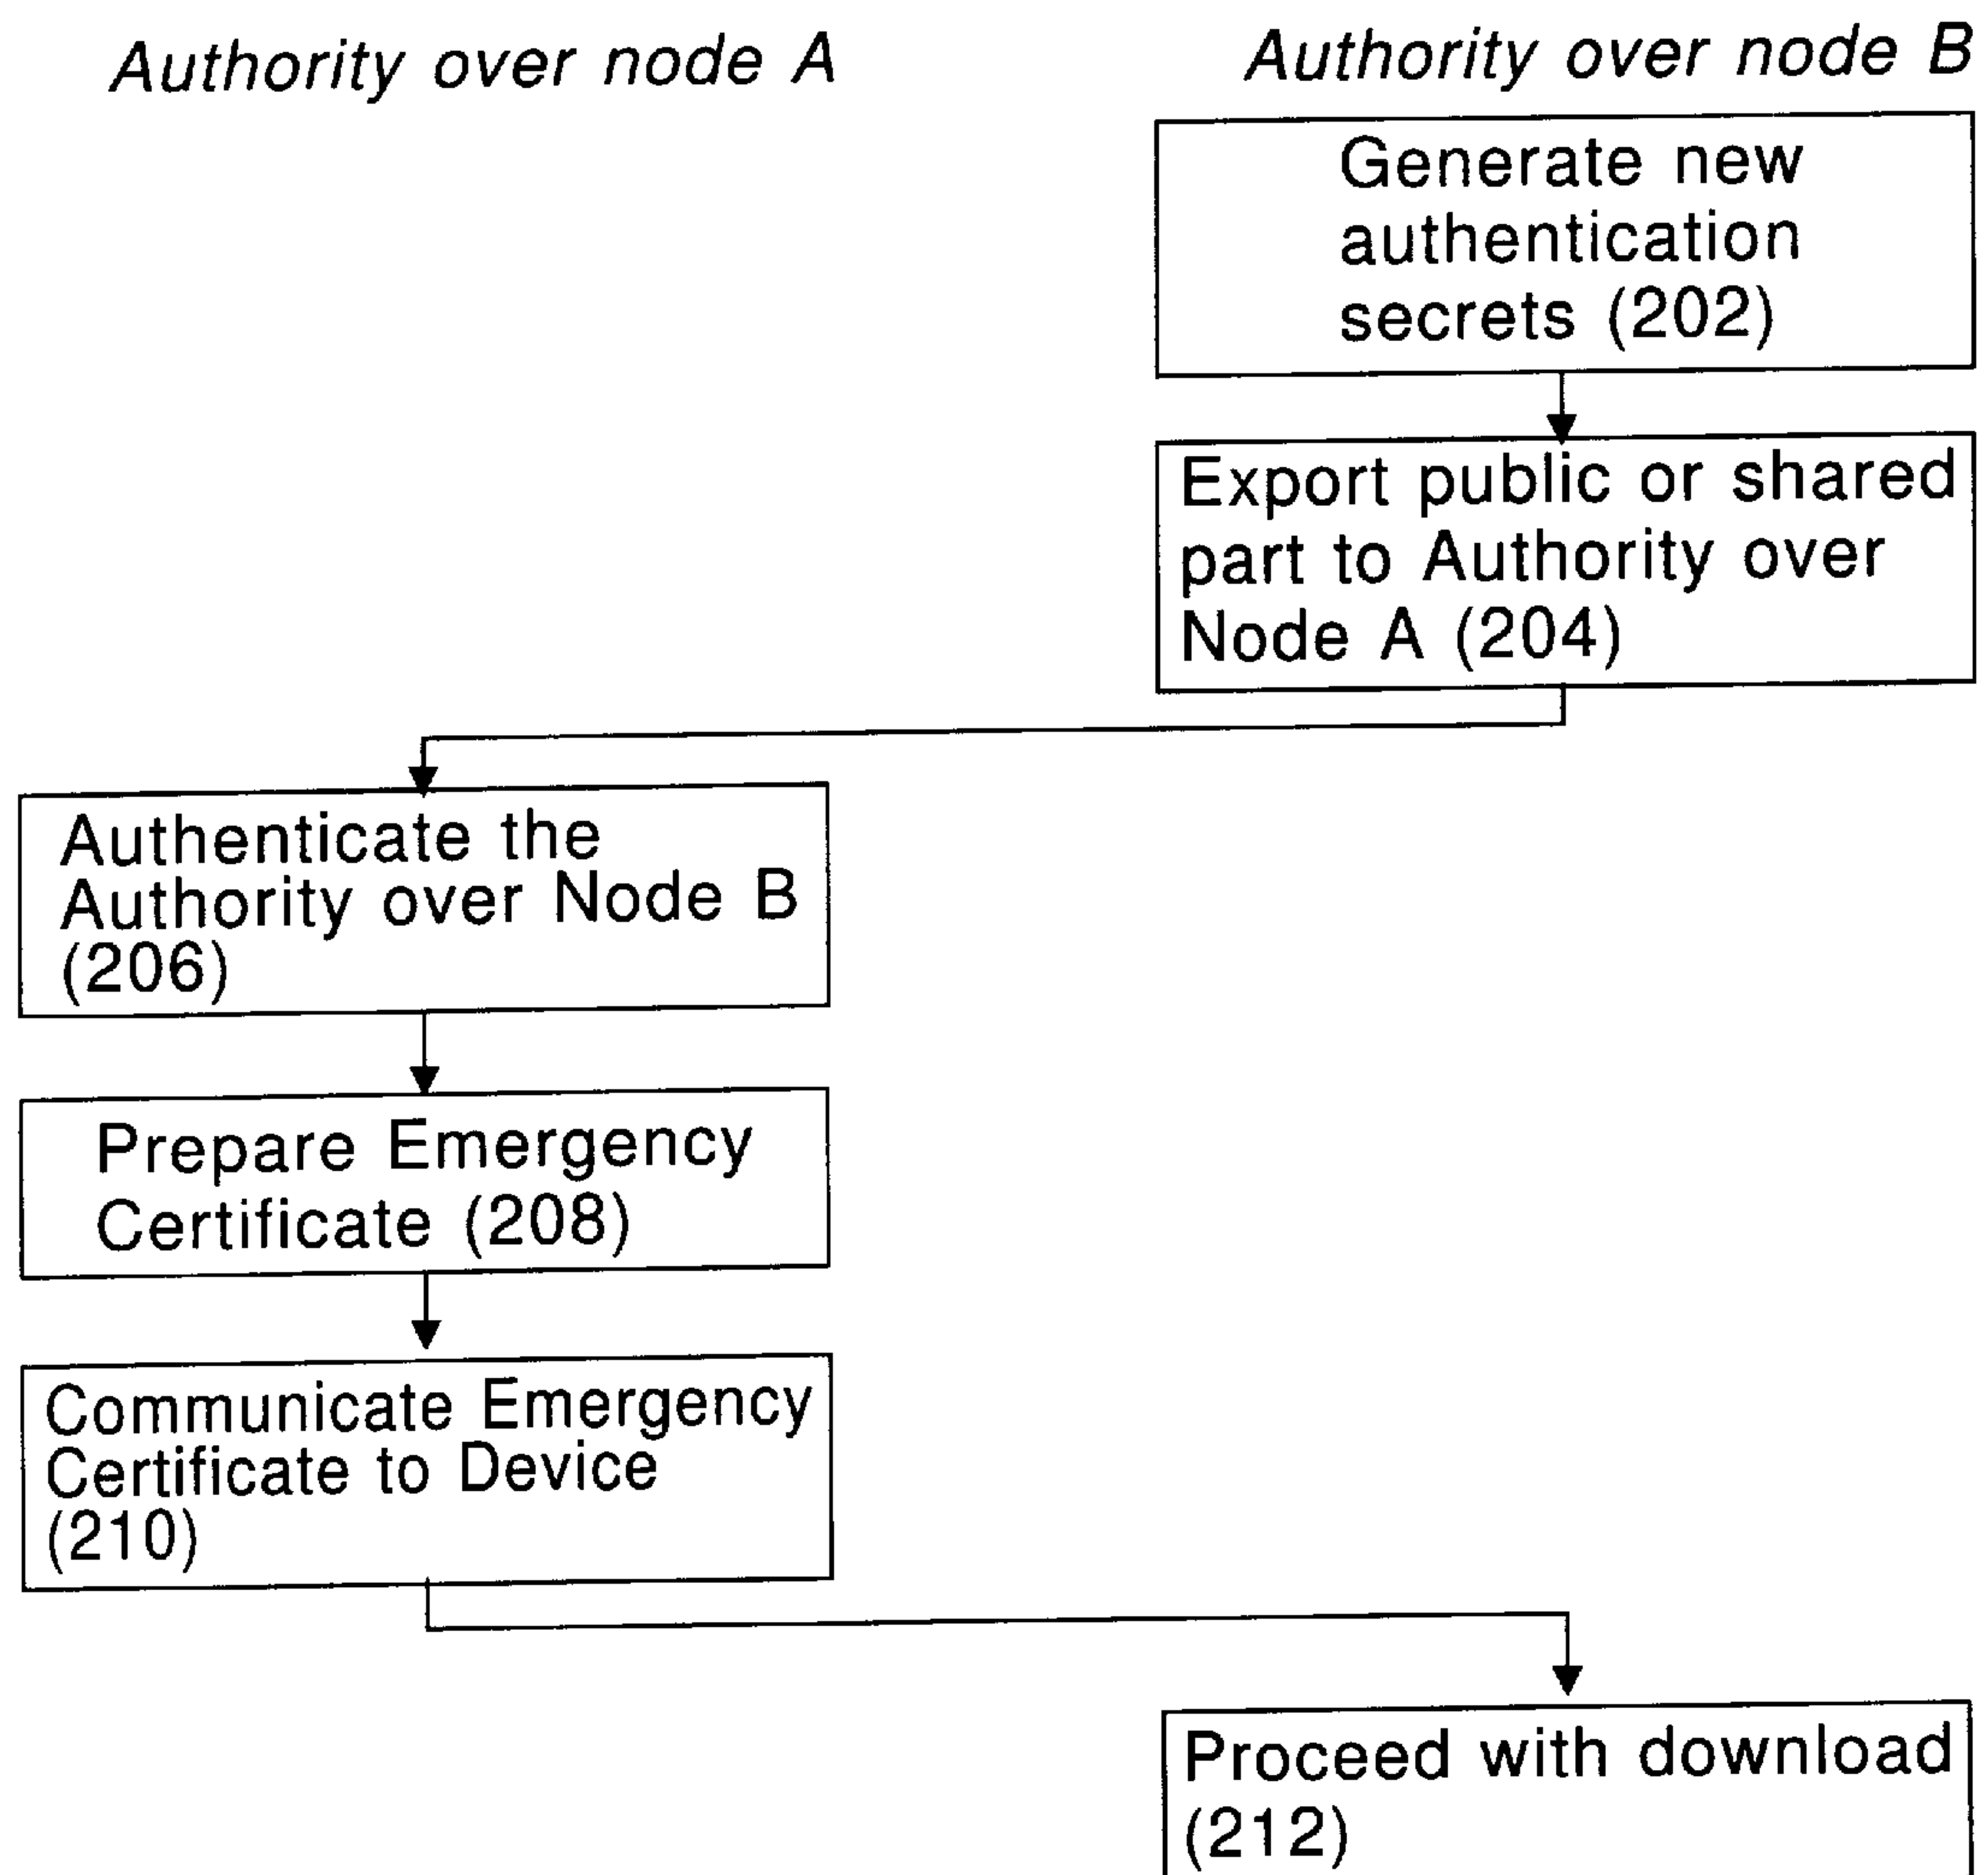 Authority over node A
Authority over node B
Generate new
authentication
secrets (202)
Export public or shared
part to Authority over
Node A (204)
Authenticate the
Authority over Node B
(206)
Prepare Emergency
Certificate (208)
Communicate Emergency
Certificate to Device
(210)
Proceed with download
(212)